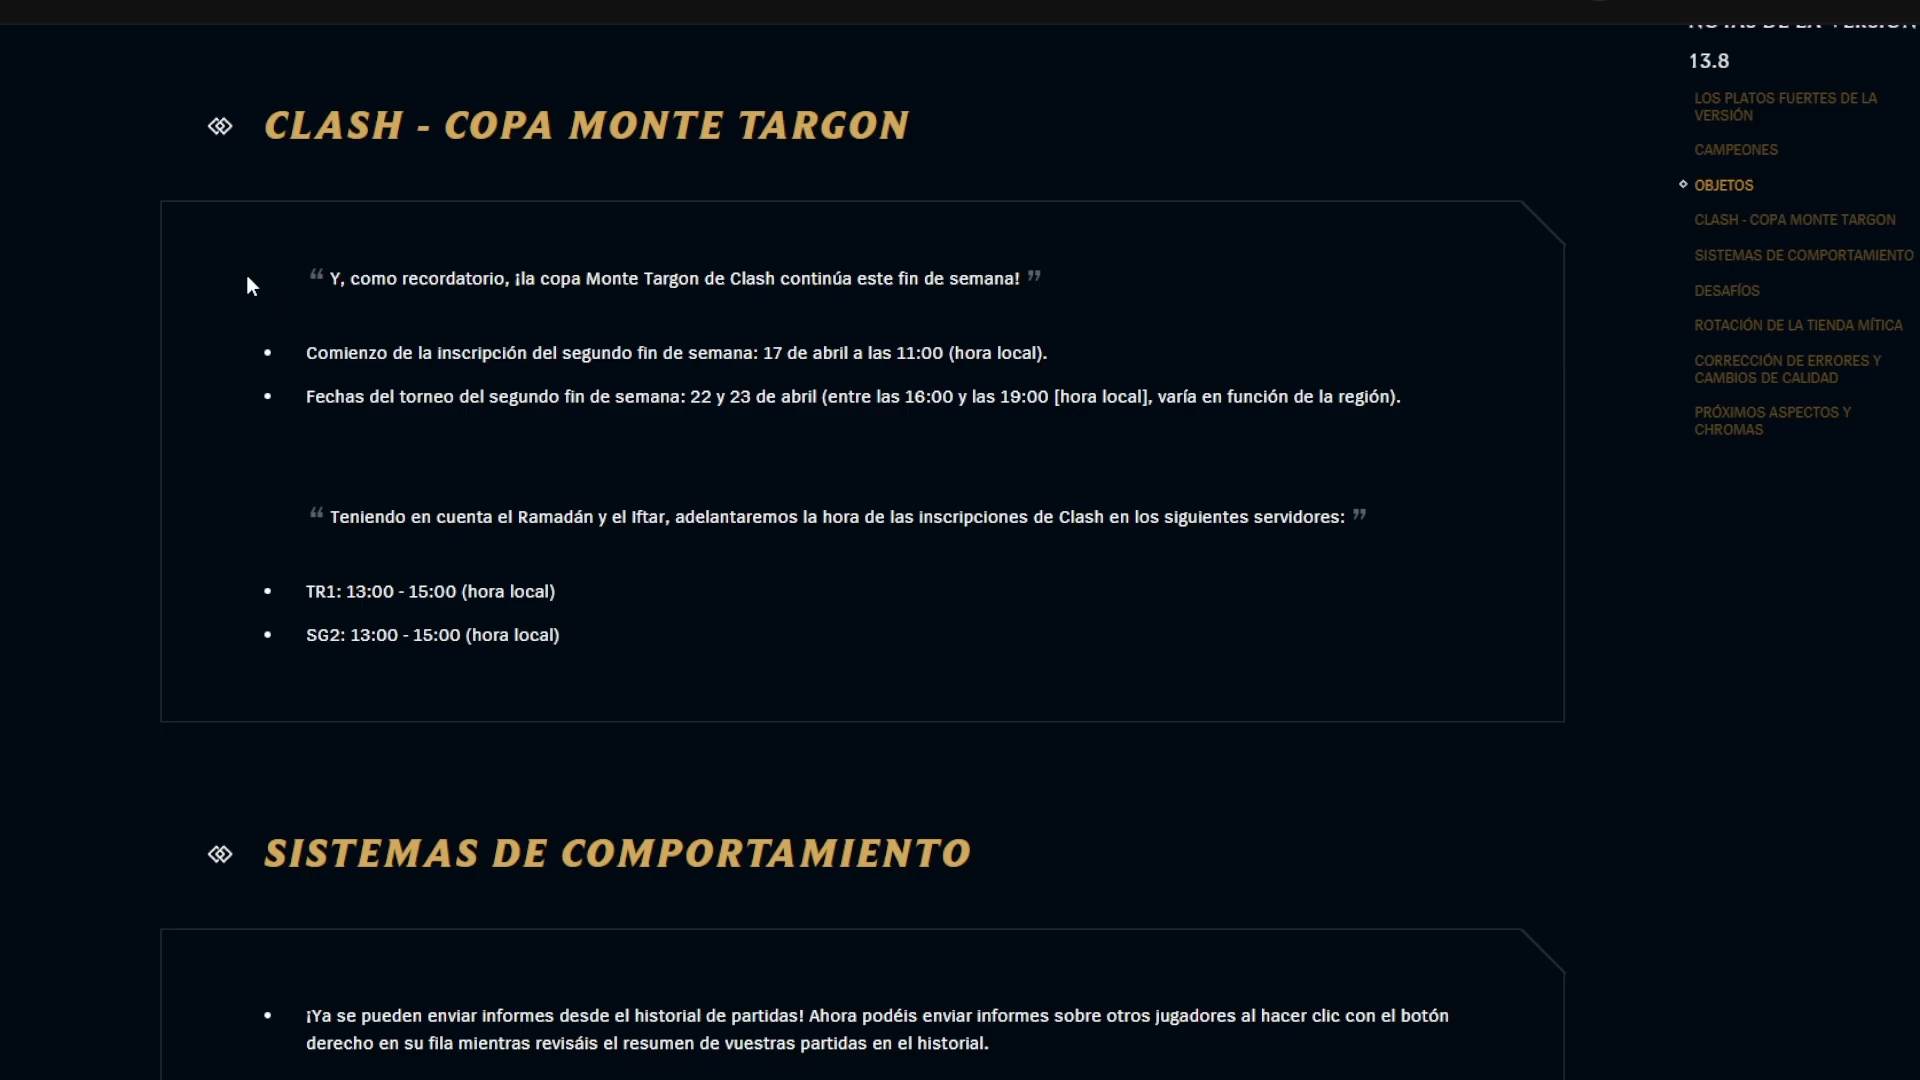 CLASH - COPA MONTE TARGON
“ Y, como recordatorio, ¡la copa Monte Targon de Clash continúa este fin de semana! ”
• Comienzo de la inscripción del segundo fin de semana: 17 de abril a las 11:00 (hora local).
• Fechas del torneo del segundo fin de semana: 22 y 23 de abril (entre las 16:00 y las 19:00 [hora local], varía en función de la región).
“ Teniendo en cuenta el Ramadán y el Iftar, adelantaremos la hora de las inscripciones de Clash en los siguientes servidores: ”
• TR1: 13:00 - 15:00 (hora local)
• SG2: 13:00 - 15:00 (hora local)
SISTEMAS DE COMPORTAMIENTO
• ¡Ya se pueden enviar informes desde el historial de partidas! Ahora podéis enviar informes sobre otros jugadores al hacer clic con el botón
derecho en su fila mientras revisáis el resumen de vuestras partidas en el historial.
NOTAS DE LA VERSIÓN
13.8
LOS PLATOS FUERTES DE LA
VERSIÓN
CAMPEONES
OBJETOS
CLASH - COPA MONTE TARGON
SISTEMAS DE COMPORTAMIENTO
DESAFÍOS
ROTACIÓN DE LA TIENDA MÍTICA
CORRECCIÓN DE ERRORES Y
CAMBIOS DE CALIDAD
PRÓXIMOS ASPECTOS Y
CHROMAS